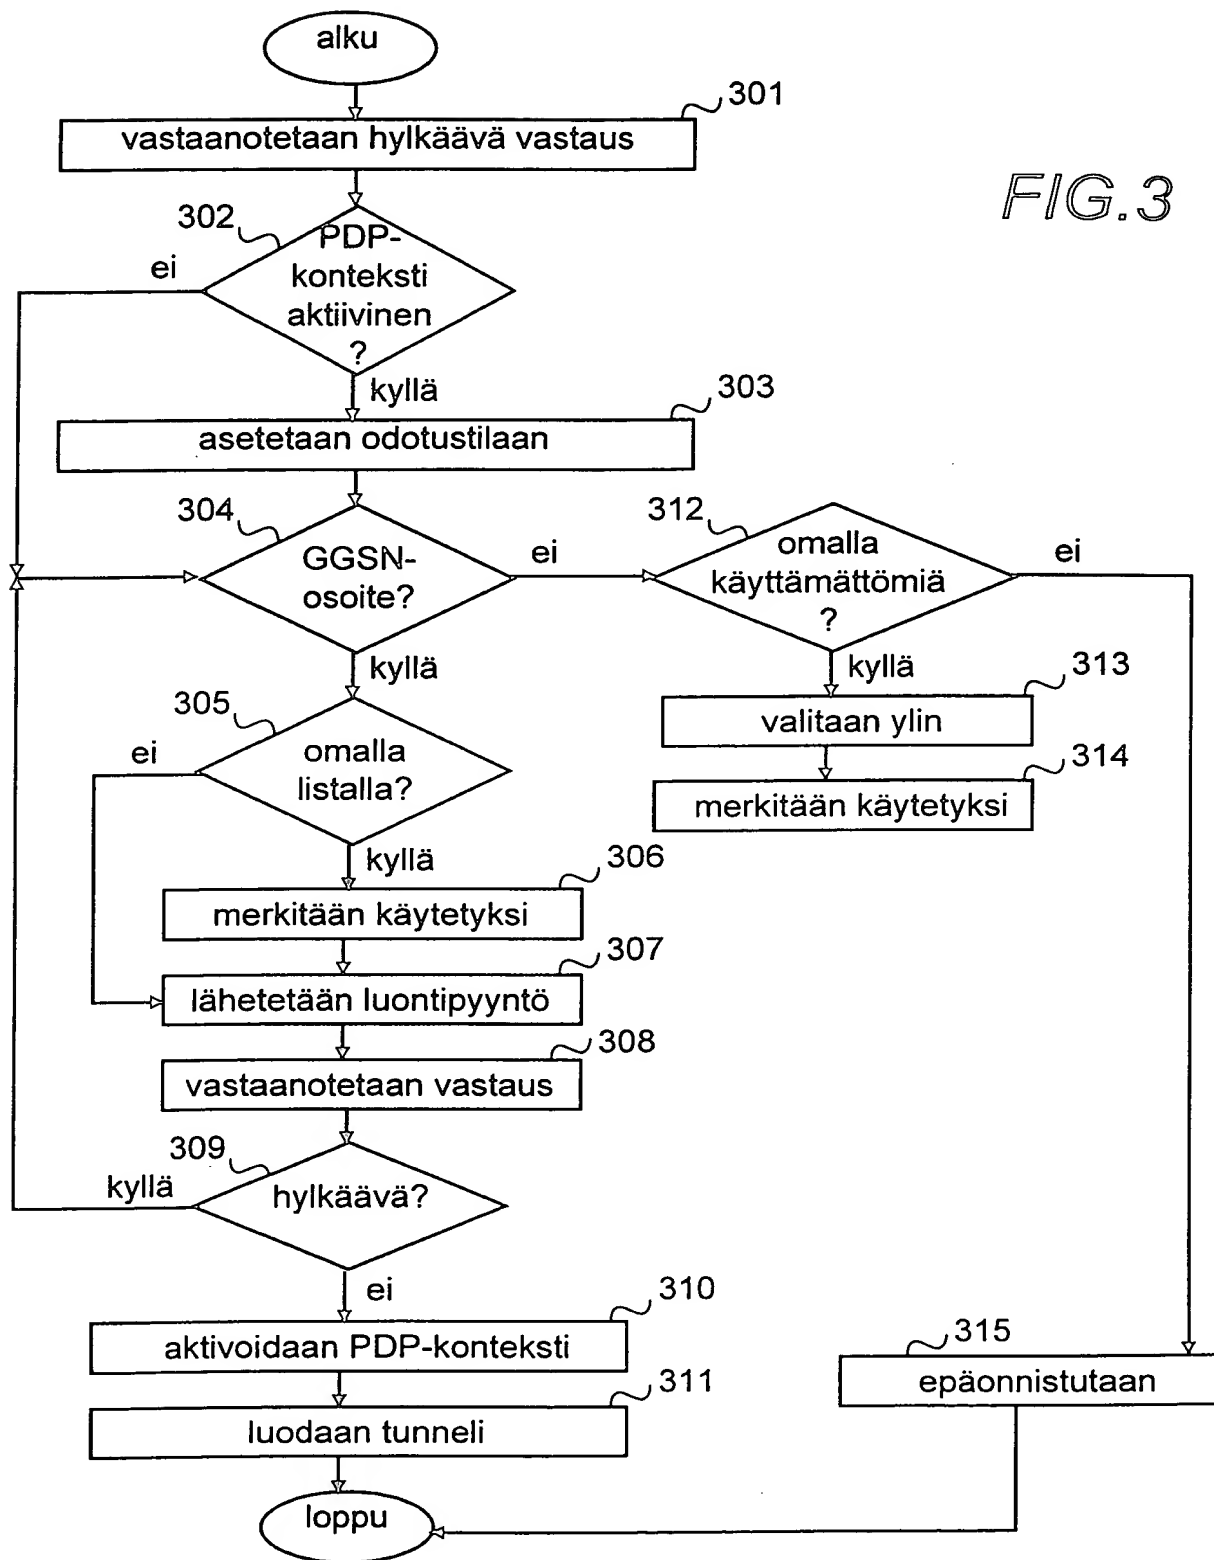 alku
301
vastaanotetaan hylkäävä vastaus
FIG.3
302
PDP-
konteksti
aktiivinen
?
ei
kyllä
303
asetetaan odotustilaan
304
GGSN-
osoite?
ei
kyllä
312
omalla
käyttämättömiä
?
ei
kyllä
313
valitaan ylin
314
merkitään käytetyksi
305
omalla
listalla?
ei
kyllä
306
merkitään käytetyksi
307
lähetetään luontipyyntö
308
vastaanotetaan vastaus
309
hylkäävä?
kyllä
ei
310
aktivoidaan PDP-konteksti
311
luodaan tunneli
315
epäonnistutaan
loppu